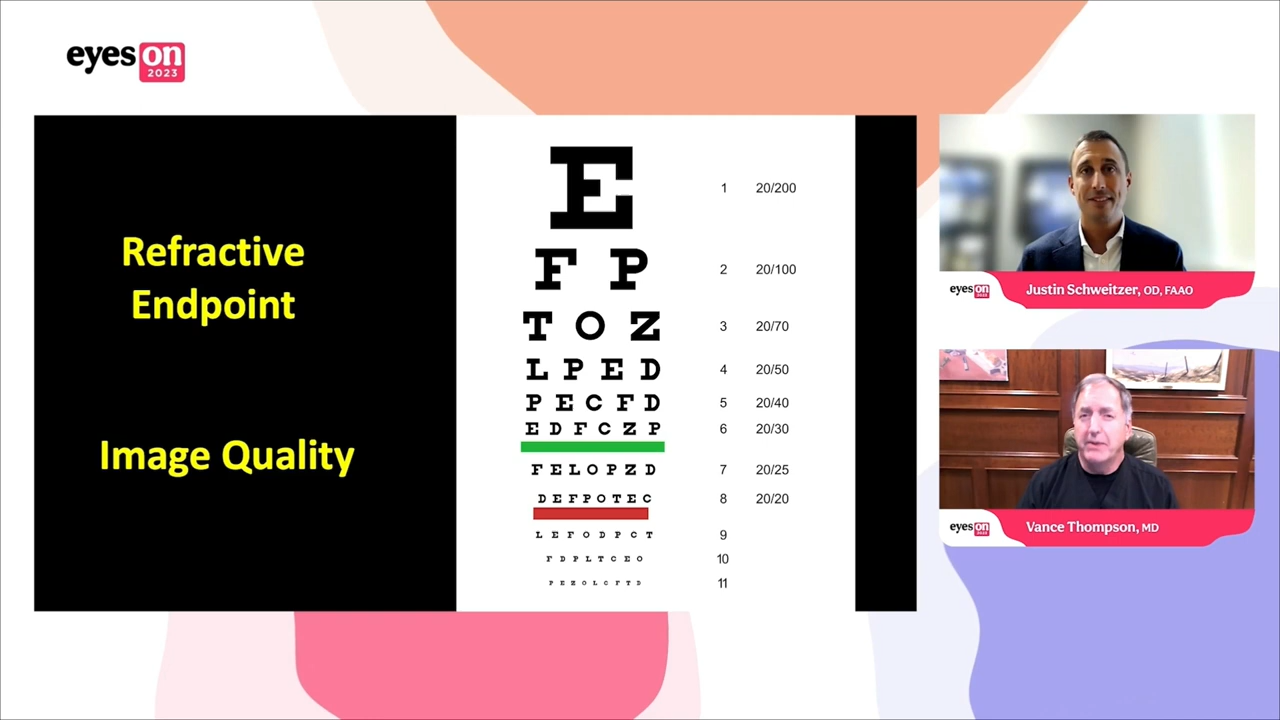 eyes on
2023
Refractive
Endpoint
Image Quality
E 1 20/200
F P 2 20/100
T O Z 3 20/70
L P E D 4 20/50
P E C F D 5 20/40
E D F C Z P 6 20/30
F E L O P Z D 7 20/25
D E F P O T E C 8 20/20
L E F O D P C T 9
F D P L T C E O 10
P E Z O L C F T D 11
eyes on
2023
Justin Schweitzer, OD, FAAO
eyes on
2023
Vance Thompson, MD